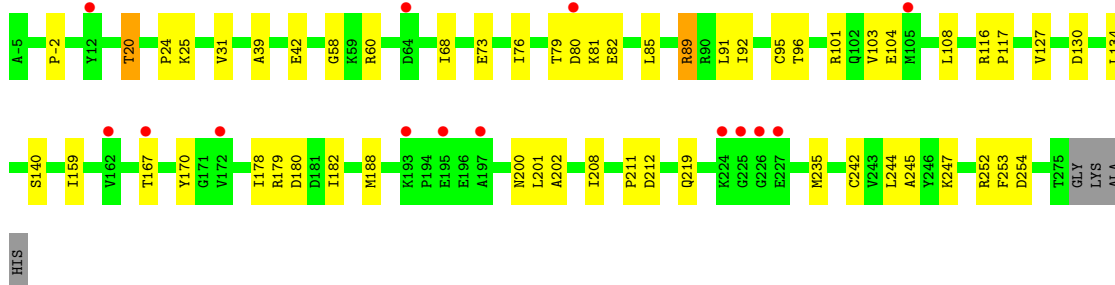 A-5 P-2 Y12 T20 P24 K25 V31 A39 E42 G58 K59 R60 D64 I68 E73 I76 T79 D80 K81 E82 L85 R89 R90 L91 I92 C95 T96 R101 Q102 V103 E104 M105 L108 R116 P117 V127 D130 L134
S140 I159 V162 T167 Y170 G171 V172 I178 R179 D180 D181 I182 M188 K193 P194 E195 E196 A197 N200 L201 A202 I208 P211 D212 Q219 K224 G225 G226 E227 M235 C242 V243 L244 A245 Y246 K247 R252 F253 D254 T275 GLY LYS ALA
HIS